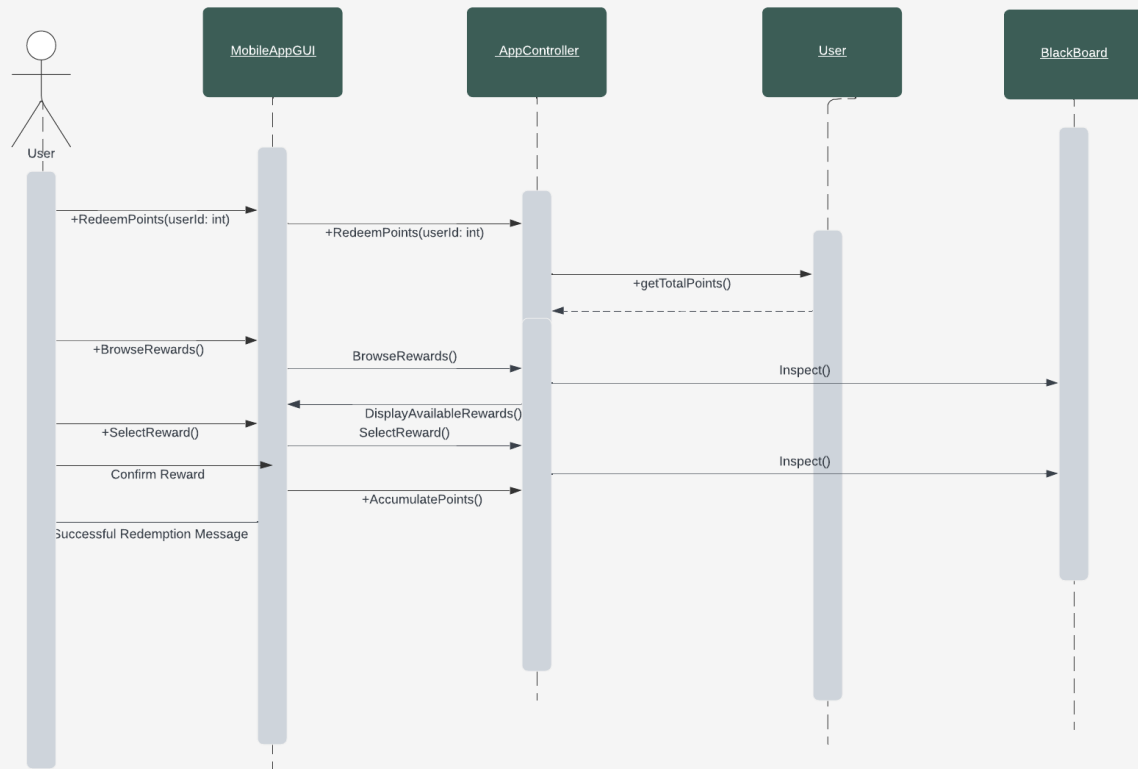 MobileAppGUI
AppController
User
BlackBoard
User
+RedeemPoints(userId: int)
+RedeemPoints(userId: int)
+getTotalPoints()
+BrowseRewards()
BrowseRewards()
Inspect()
DisplayAvailableRewards()
+SelectReward()
SelectReward()
Inspect()
Confirm Reward
+AccumulatePoints()
Successful Redemption Message